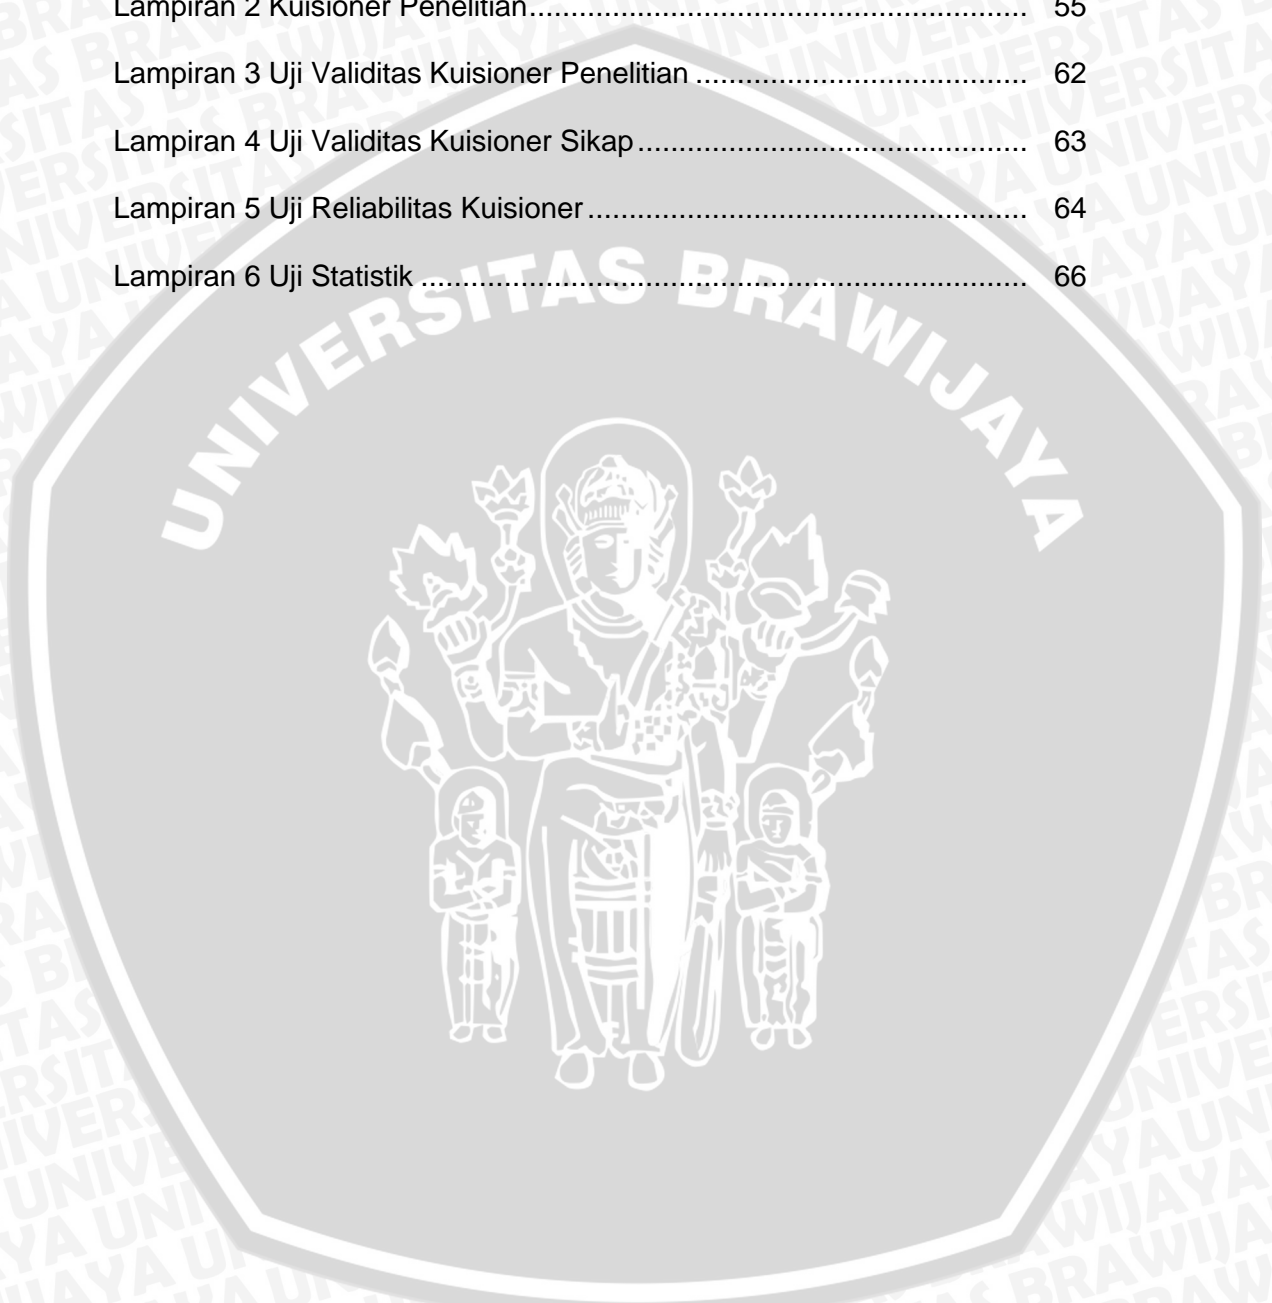 Lampiran 2 Kuisioner Penelitian............................................................. 55
Lampiran 3 Uji Validitas Kuisioner Penelitian ........................................ 62
Lampiran 4 Uji Validitas Kuisioner Sikap............................................... 63
Lampiran 5 Uji Reliabilitas Kuisioner..................................................... 64
Lampiran 6 Uji Statistik ......................................................................... 66
UNIVERSITAS BRAWIJAYA